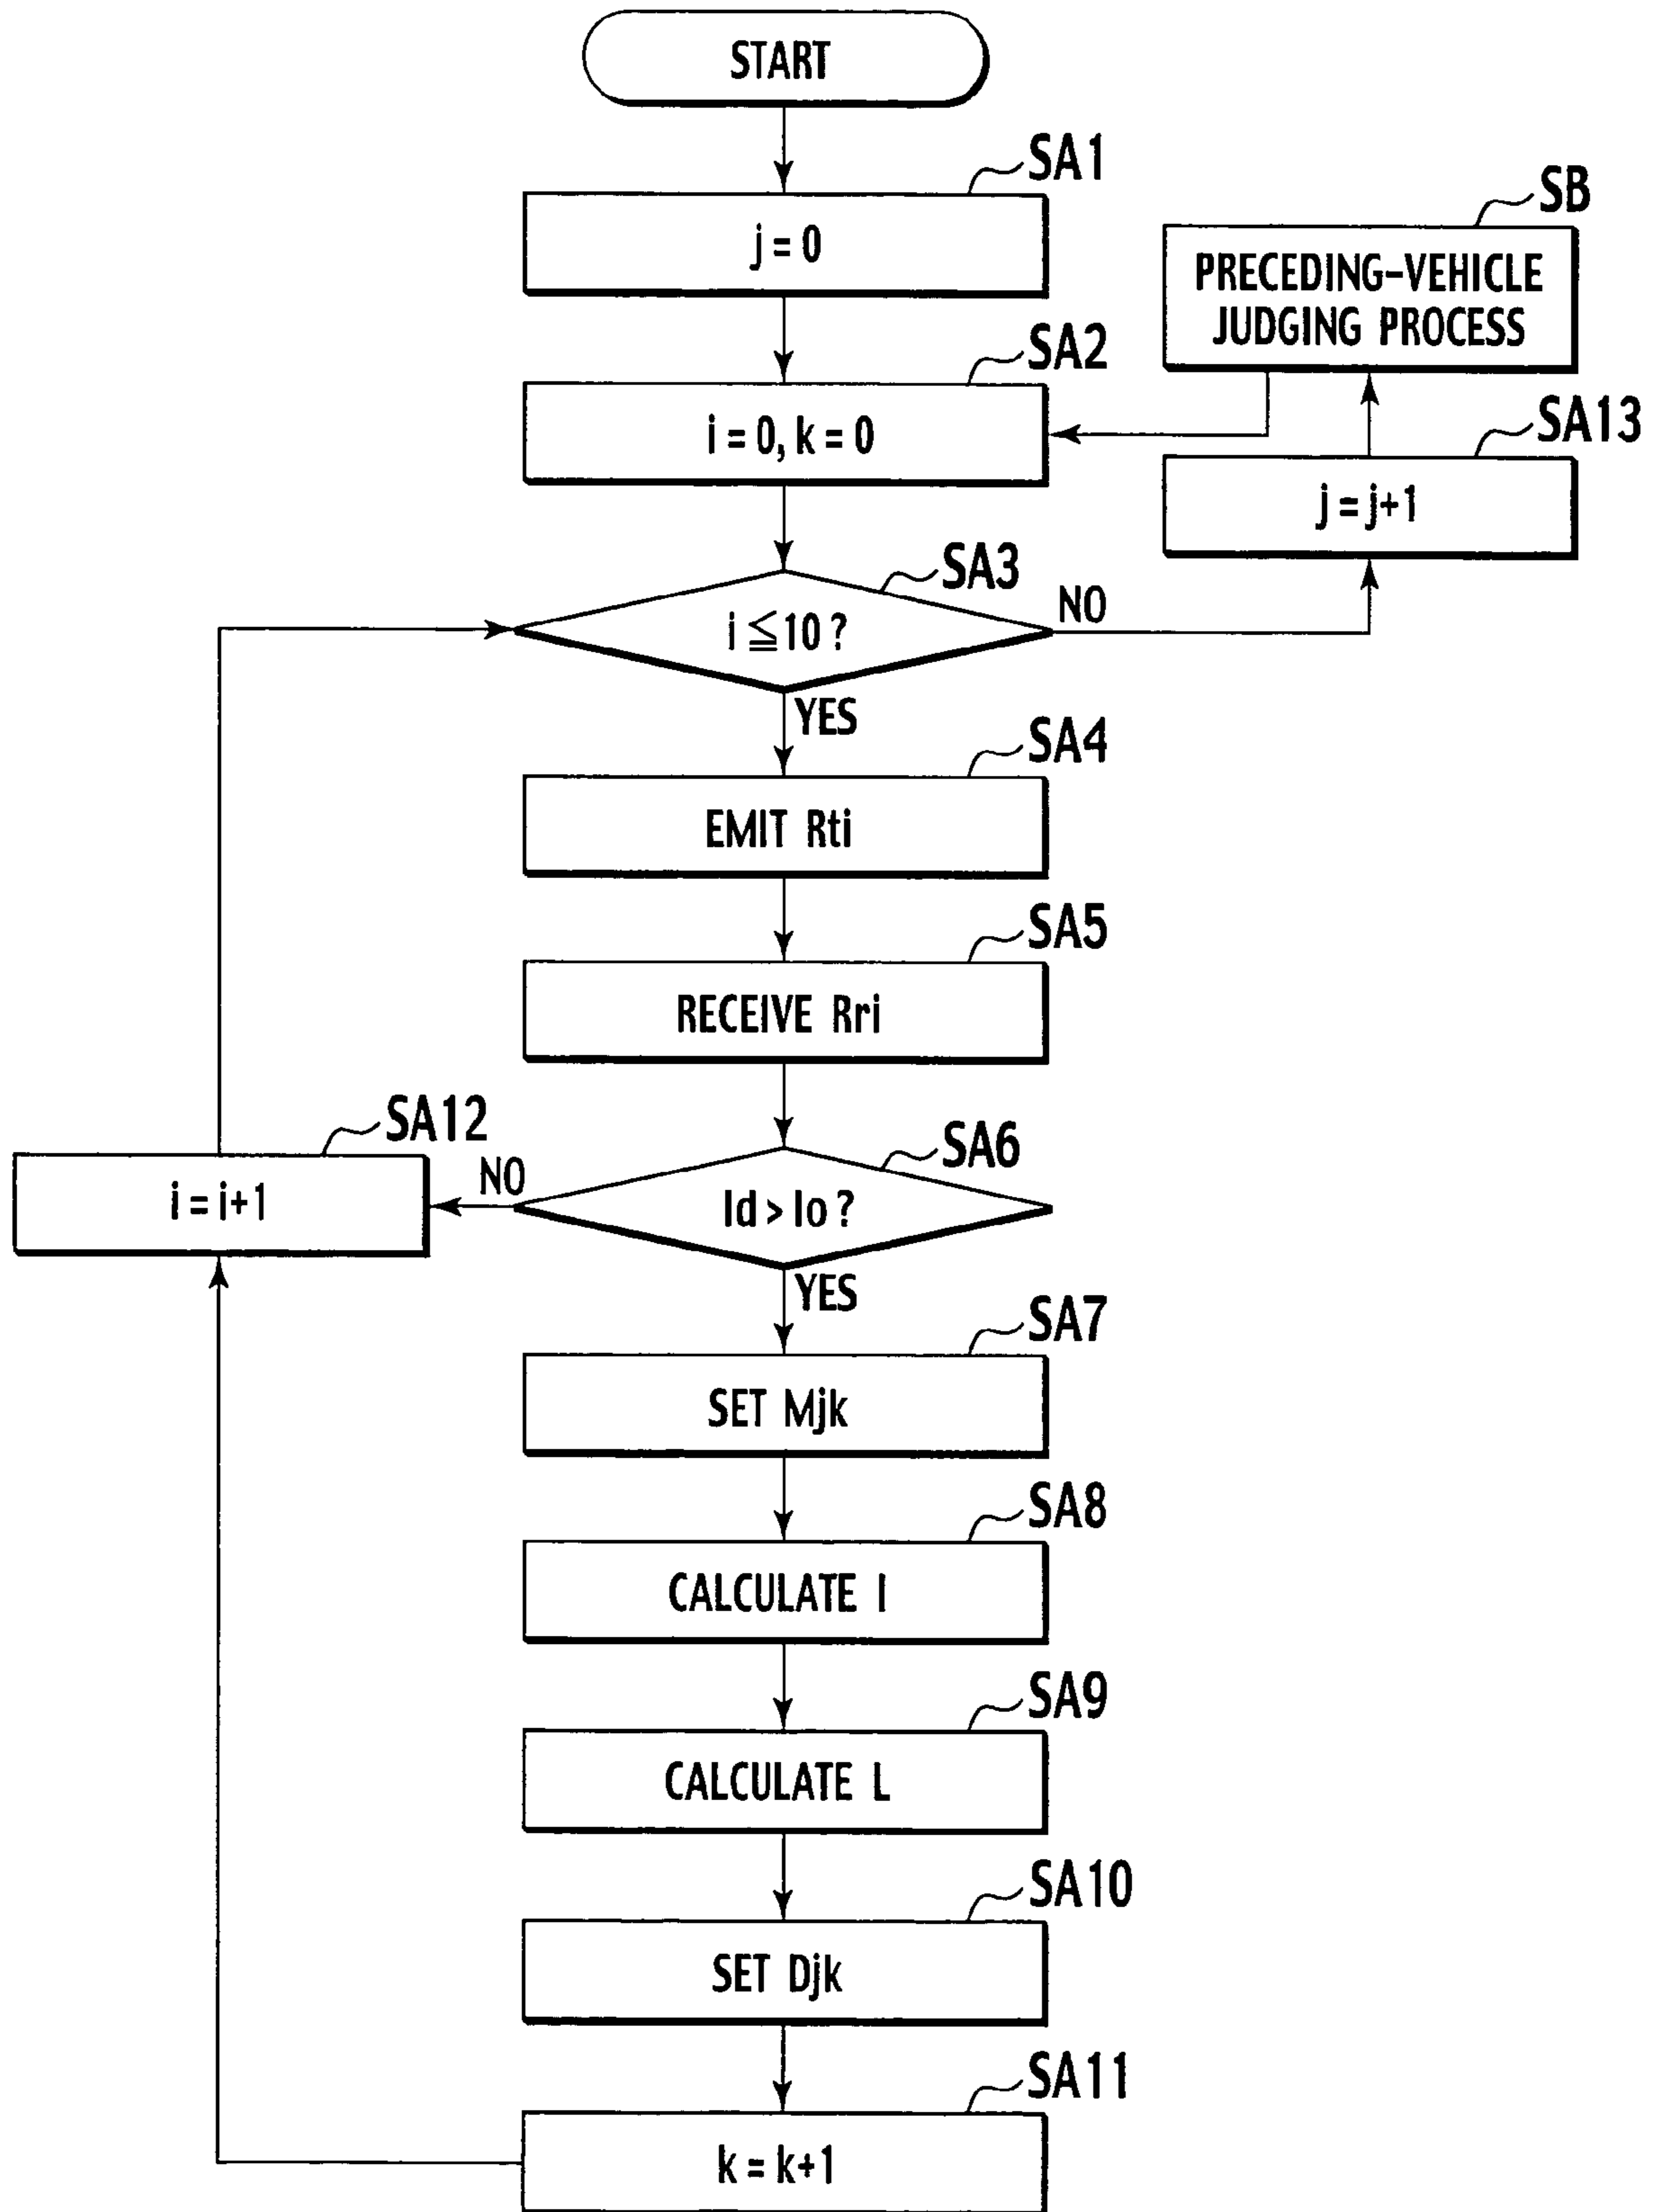 START
SA1
j = 0
SB
PRECEDING-VEHICLE
JUDGING PROCESS
SA2
i = 0, k = 0
SA13
j = j+1
SA3
i ≦ 10 ?
NO
YES
SA4
EMIT Rti
SA5
RECEIVE Rri
SA12
i = i+1
NO
SA6
Id > Io ?
YES
SA7
SET Mjk
SA8
CALCULATE I
SA9
CALCULATE L
SA10
SET Djk
SA11
k = k+1